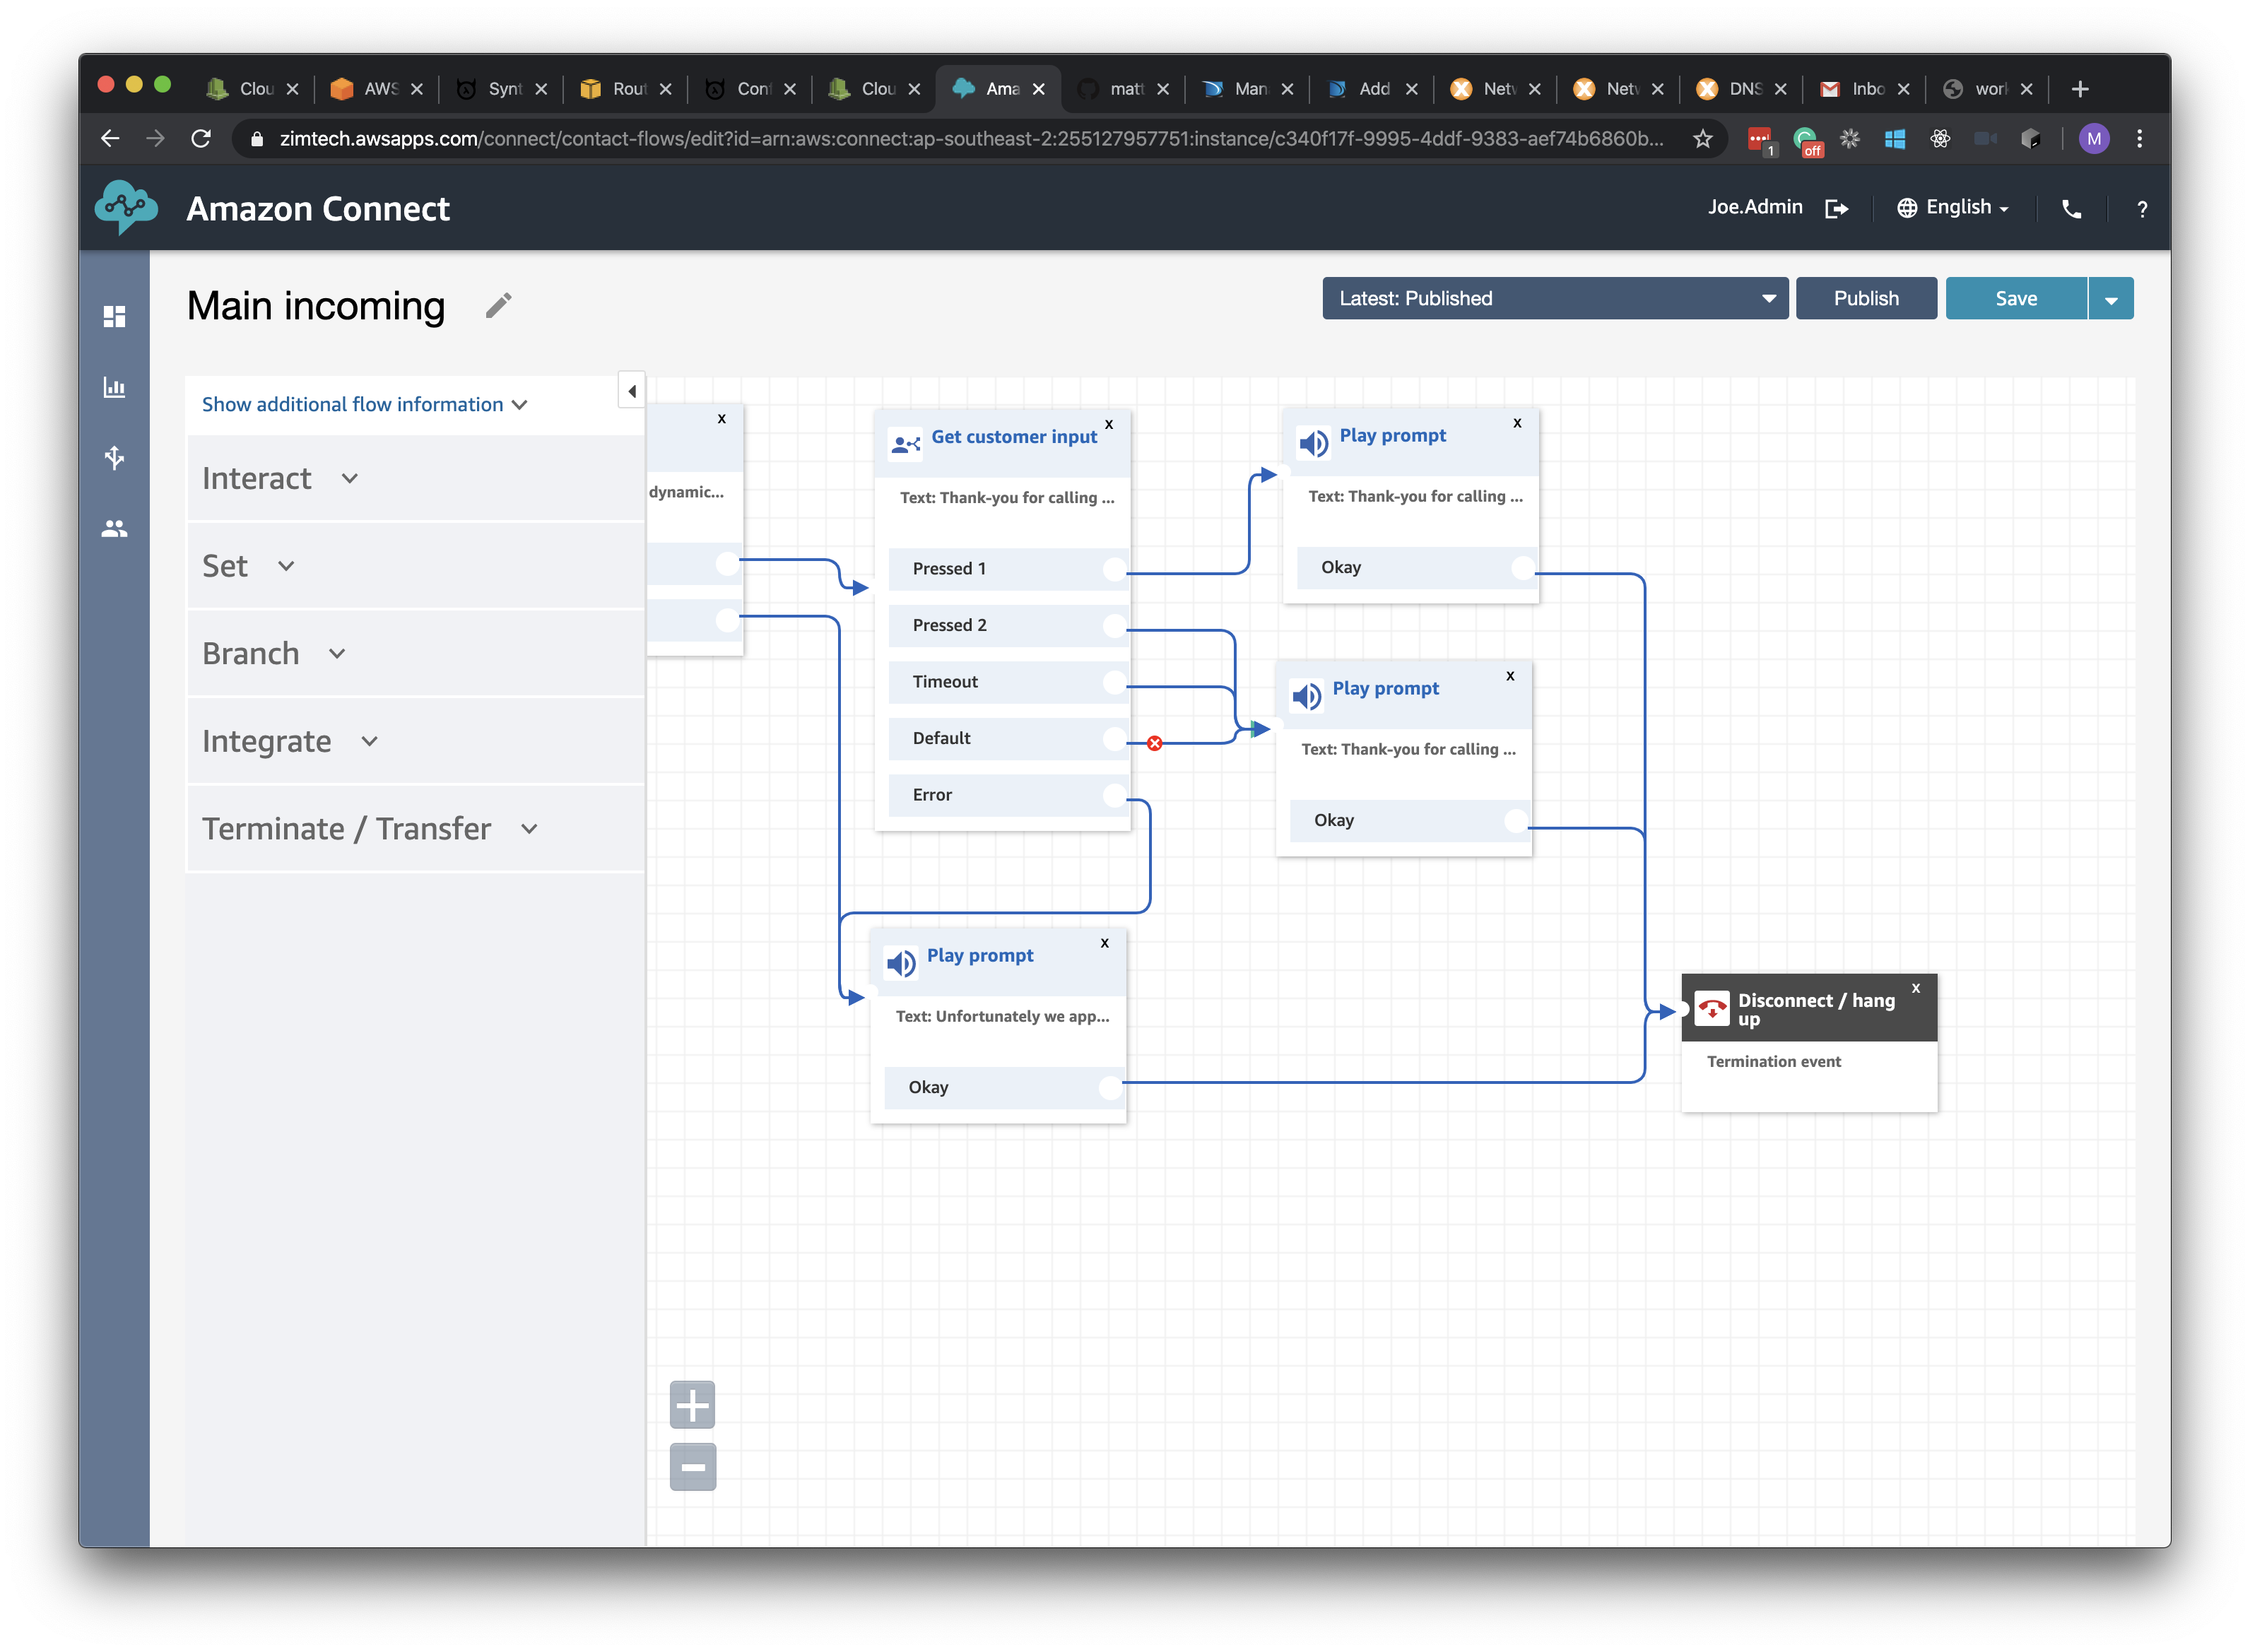 Clou
AWS
Synt
Rout
Conf
Clou
Ama
matt
Man
Add
Netw
Netw
DNS
Inbo
worl
zimtech.awsapps.com/connect/contact-flows/edit?id=arn:aws:connect:ap-southeast-2:255127957751:instance/c340f17f-9995-4ddf-9383-aef74b6860b...
1
off
M
Amazon Connect
Joe.Admin
English
?
Main incoming
Latest: Published
Publish
Save
Show additional flow information
Interact
Set
Branch
Integrate
Terminate / Transfer
x
dynamic...
Get customer input
x
Text: Thank-you for calling ...
Pressed 1
Pressed 2
Timeout
Default
Error
Play prompt
x
Text: Thank-you for calling ...
Okay
Play prompt
x
Text: Thank-you for calling ...
Okay
Play prompt
x
Text: Unfortunately we app...
Okay
Disconnect / hang
up
x
Termination event